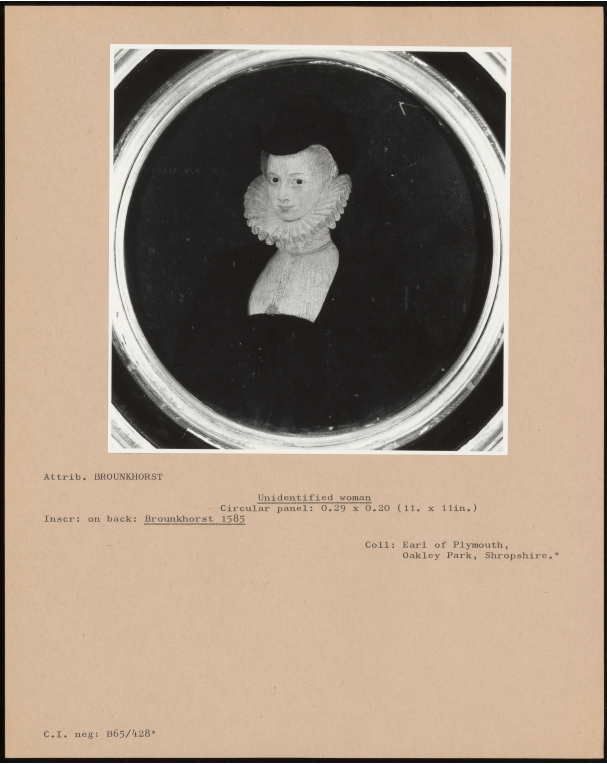 Attrib. BROUNKHORST
Unidentified woman
Circular panel: 0.29 x 0.20 (11. x 11in.)
Inscr: on back: Brounkhorst 1585
Coll: Earl of Plymouth,
Oakley Park, Shropshire.*
C.I. neg: B65/428*